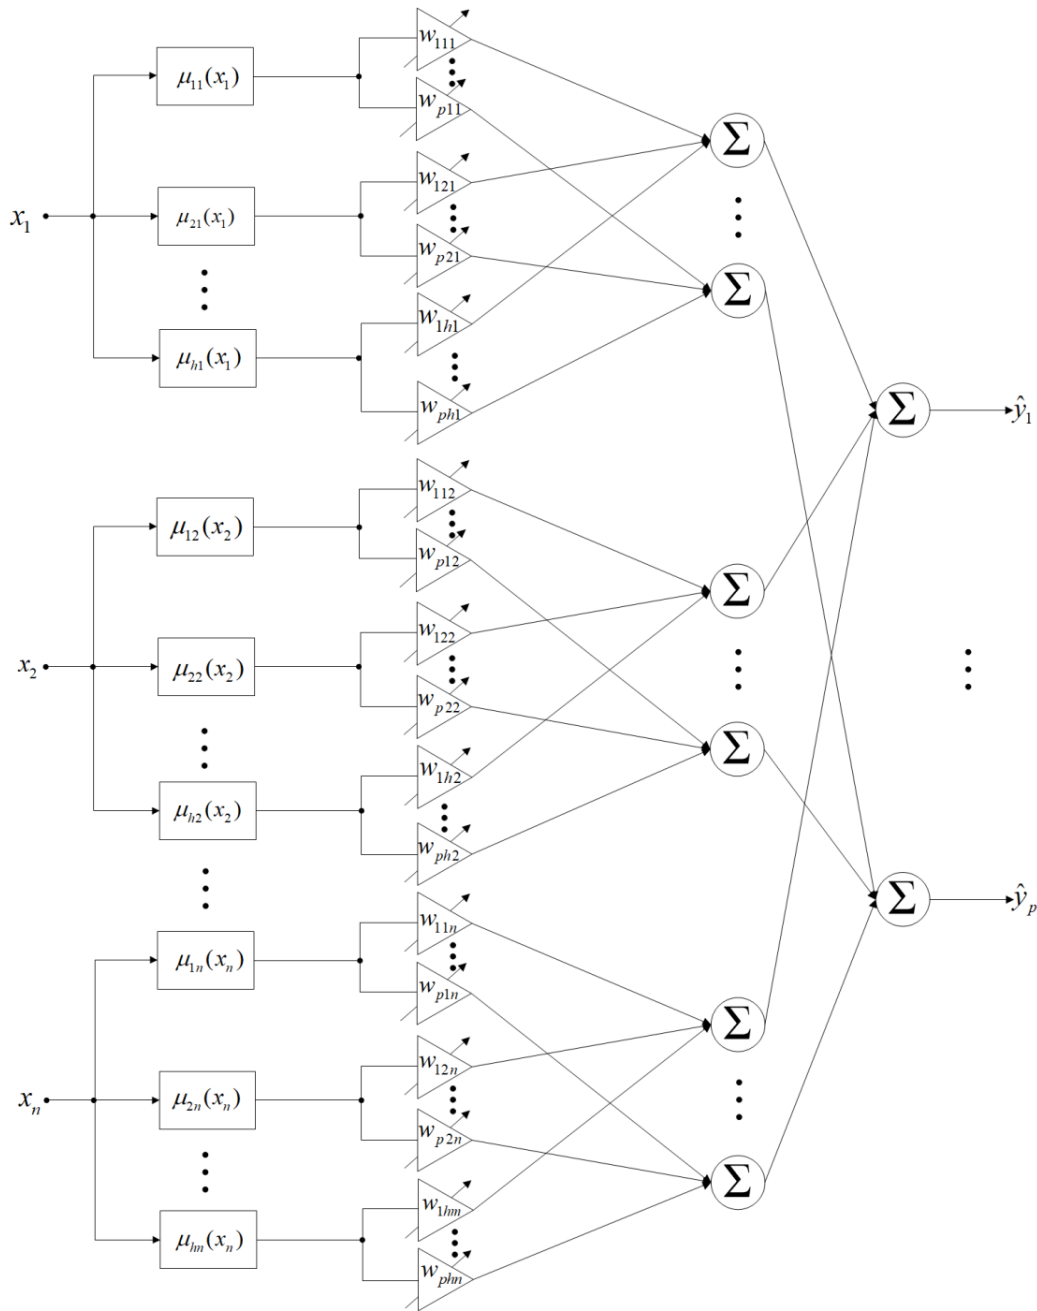 x₁
μ₁₁(x₁)
μ₂₁(x₁)
μₕ₁(x₁)
w₁₁₁
wₚ₁₁
w₁₂₁
wₚ₂₁
w₁ₕ₁
wₚₕ₁
Σ
Σ
x₂
μ₁₂(x₂)
μ₂₂(x₂)
μₕ₂(x₂)
w₁₁₂
wₚ₁₂
w₁₂₂
wₚ₂₂
w₁ₕ₂
wₚₕ₂
Σ
Σ
xₙ
μ₁ₙ(xₙ)
μ₂ₙ(xₙ)
μₕₙ(xₙ)
w₁₁ₙ
wₚ₁ₙ
w₁₂ₙ
wₚ₂ₙ
w₁ₕₙ
wₚₕₙ
Σ
Σ
Σ
ŷ₁
Σ
ŷₚ